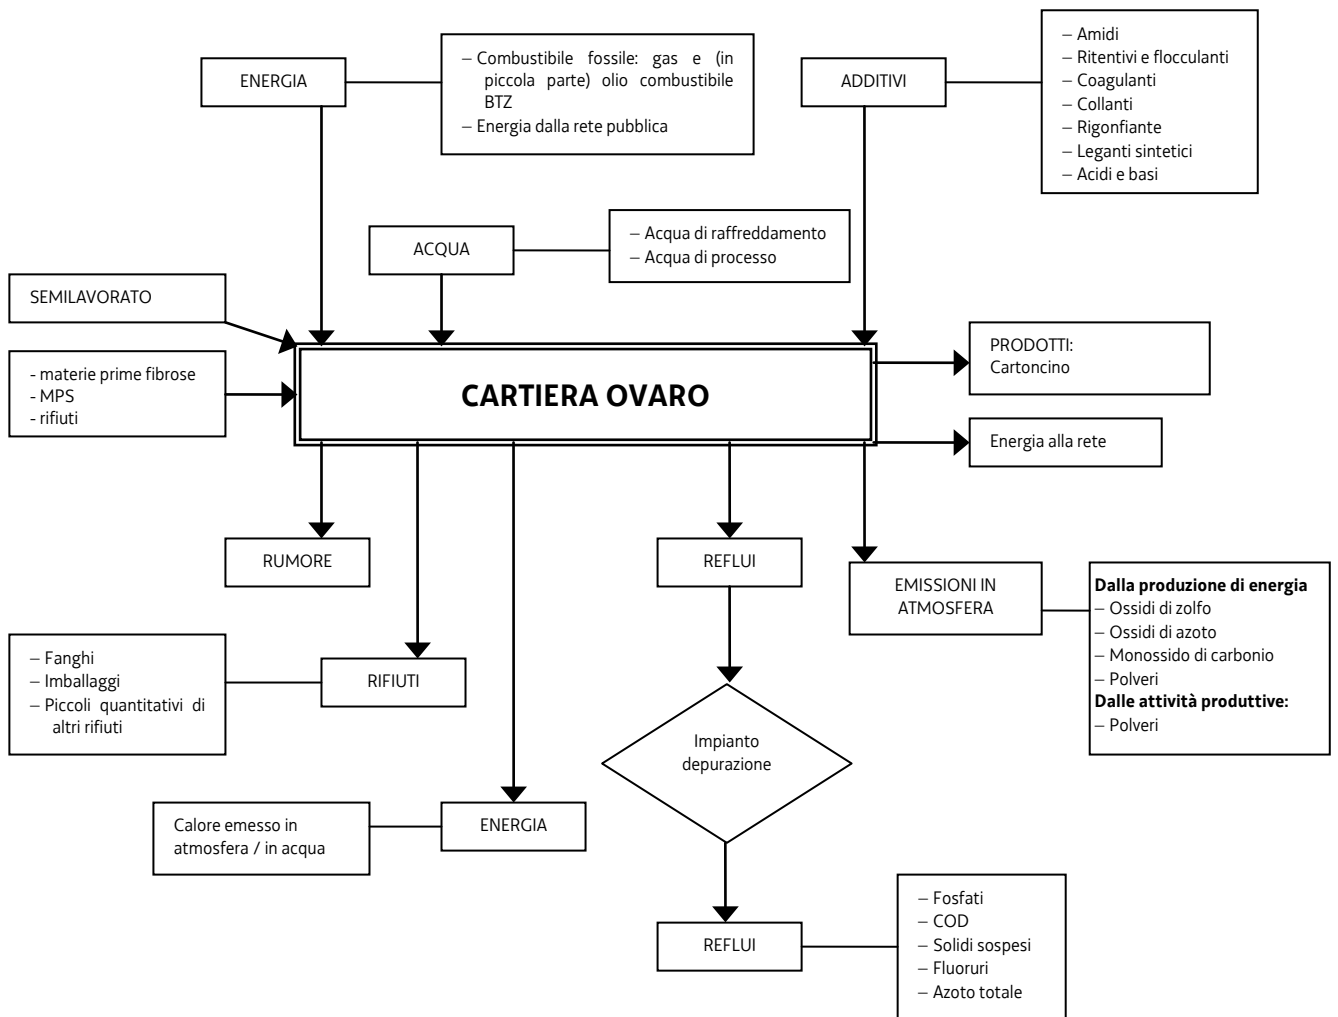 ENERGIA
– Combustibile fossile: gas e (in
piccola parte) olio combustibile
BTZ
– Energia dalla rete pubblica
ADDITIVI
– Amidi
– Ritentivi e flocculanti
– Coagulanti
– Collanti
– Rigonfiante
– Leganti sintetici
– Acidi e basi
ACQUA
– Acqua di raffreddamento
– Acqua di processo
SEMILAVORATO
- materie prime fibrose
- MPS
- rifiuti
CARTIERA OVARO
PRODOTTI:
Cartoncino
Energia alla rete
RUMORE
REFLUI
EMISSIONI IN
ATMOSFERA
Dalla produzione di energia
– Ossidi di zolfo
– Ossidi di azoto
– Monossido di carbonio
– Polveri
Dalle attività produttive:
– Polveri
– Fanghi
– Imballaggi
– Piccoli quantitativi di
altri rifiuti
RIFIUTI
Impianto
depurazione
Calore emesso in
atmosfera / in acqua
ENERGIA
REFLUI
– Fosfati
– COD
– Solidi sospesi
– Fluoruri
– Azoto totale